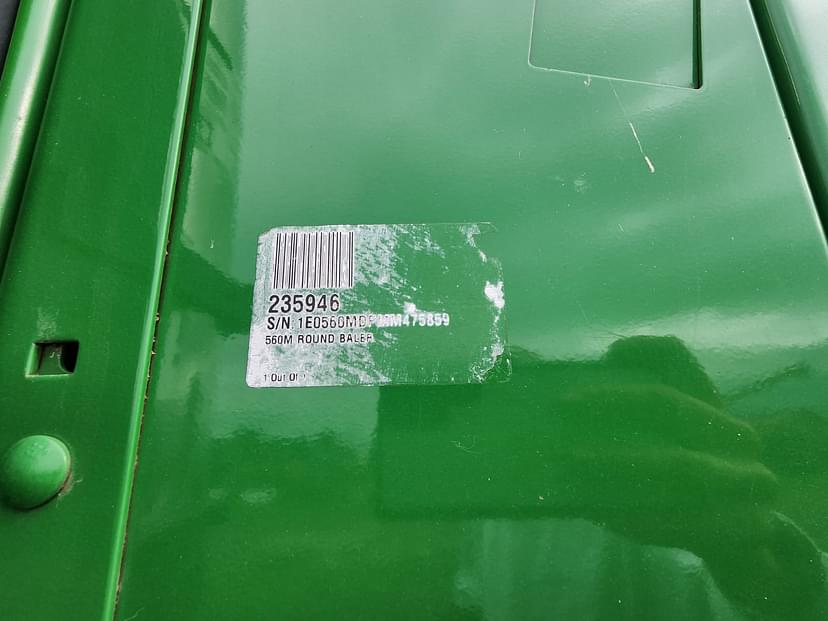 235946
S/N:
560M ROUND BALER
1 Out Of